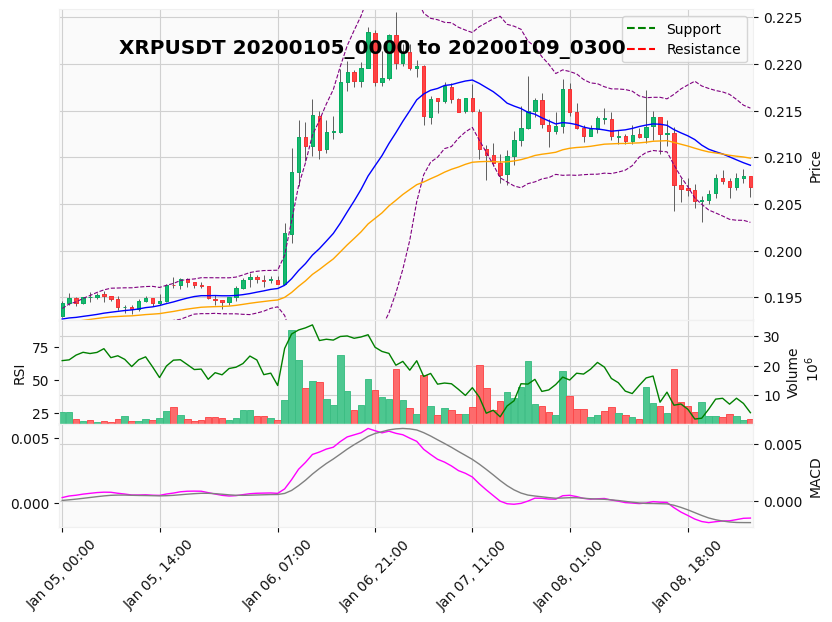 XRPUSDT 20200105_0000 to 20200109_0300
Support
Resistance
0.225
0.220
0.215
0.210
0.205
0.200
0.195
Price
75
50
25
RSI
30
20
10
Volume
10⁶
0.005
0.000
0.005
0.000
MACD
Jan 05, 00:00
Jan 05, 14:00
Jan 06, 07:00
Jan 06, 21:00
Jan 07, 11:00
Jan 08, 01:00
Jan 08, 18:00